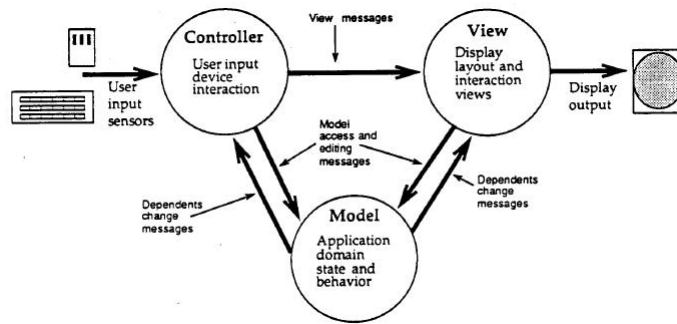 View messages
Controller
User input
device
interaction
View
Display
layout and
interaction
views
User
input
sensors
Display
output
Model
access and
editing
messages
Dependents
change
messages
Dependents
change
messages
Model
Application
domain
state and
behavior